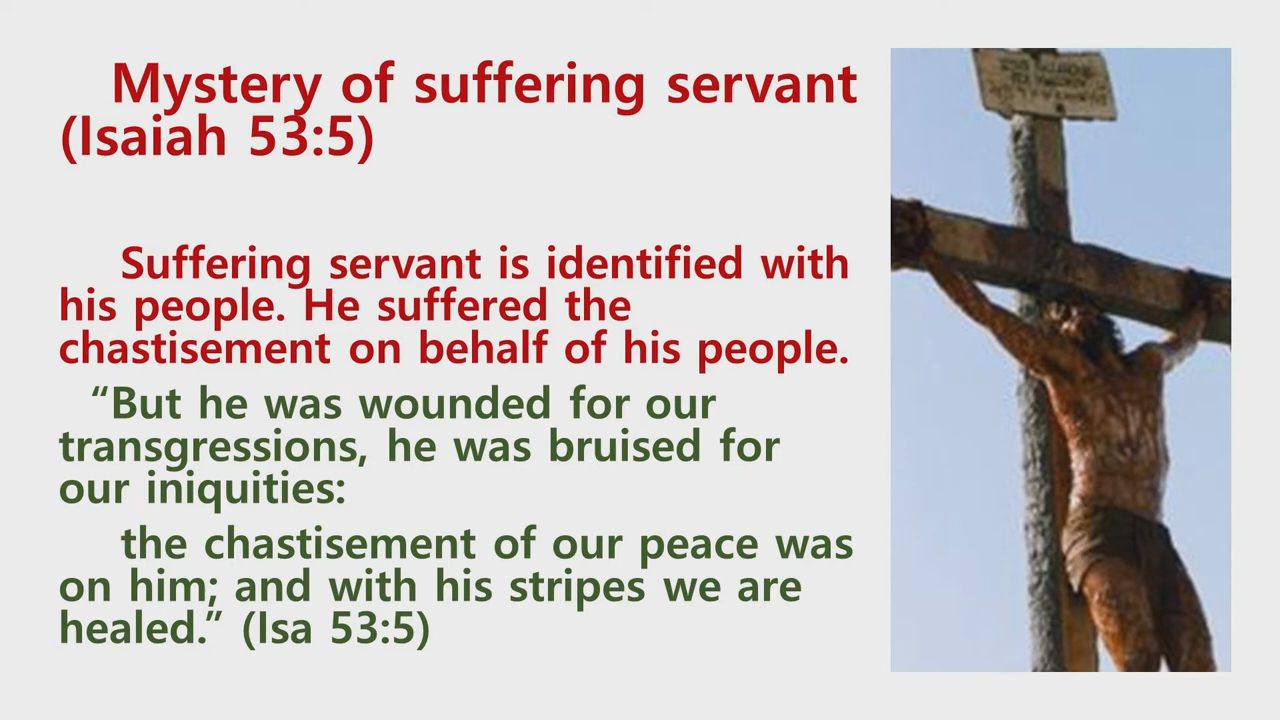 Mystery of suffering servant
(Isaiah 53:5)
Suffering servant is identified with
his people. He suffered the
chastisement on behalf of his people.
“But he was wounded for our
transgressions, he was bruised for
our iniquities:
the chastisement of our peace was
on him; and with his stripes we are
healed.” (Isa 53:5)